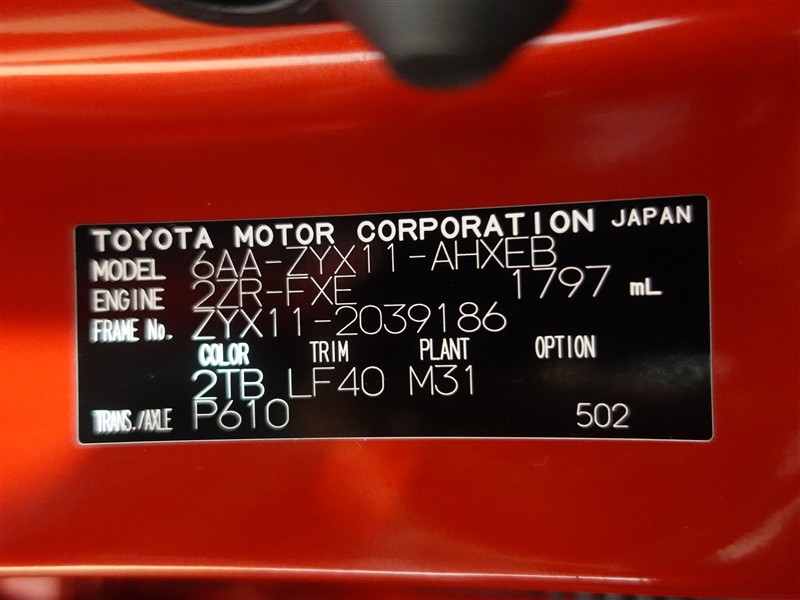 TOYOTA MOTOR CORPORATION JAPAN
MODEL 6AA-ZYX11-AHXEB
ENGINE 2ZR-FXE 1797 mL
FRAME No. ZYX11-2039186
COLOR TRIM PLANT OPTION
2TB LF40 M31
TRANS./AXLE P610 502